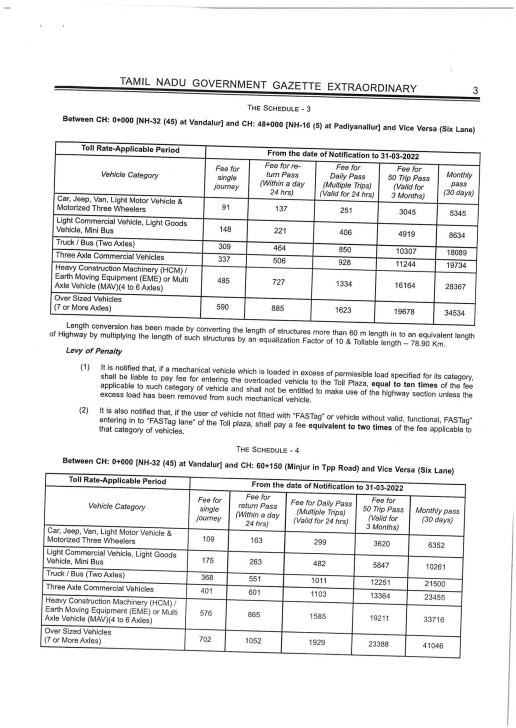 TAMIL NADU GOVERNMENT GAZETTE EXTRAORDINARY 3
THE SCHEDULE - 3
Between CH: 0+000 [NH-32 (45) at Vandalur] and CH: 48+000 [NH-16 (5) at Padiyanallur] and Vice Versa (Six Lane)
Toll Rate-Applicable Period From the date of Notification to 31-03-2022
Vehicle Category
Fee for
single
journey
Fee for re-
turn Pass
(Within a day
24 hrs)
Fee for
Daily Pass
(Multiple Trips)
(Valid for 24 hrs)
Fee for
50 Trip Pass
(Valid for
3 Months)
Monthly
pass
(30 days)
Car, Jeep, Van, Light Motor Vehicle &
Motorized Three Wheelers 91 137 251 3045 5345
Light Commercial Vehicle, Light Goods
Vehicle, Mini Bus 148 221 406 4919 8634
Truck / Bus (Two Axles) 309 464 850 10307 18089
Three Axle Commercial Vehicles 337 506 928 11244 19734
Heavy Construction Machinery (HCM) /
Earth Moving Equipment (EME) or Multi
Axle Vehicle (MAV)(4 to 6 Axles) 485 727 1334 16164 28367
Over Sized Vehicles
(7 or More Axles) 590 885 1623 19678 34534
Length conversion has been made by converting the length of structures more than 60 m length in to an equivalent length
of Highway by multiplying the length of such structures by an equalization Factor of 10 & Tollable length – 78.90 Km.
Levy of Penalty
(1) It is notified that, if a mechanical vehicle which is loaded in excess of permissible load specified for its category,
shall be liable to pay fee for entering the overloaded vehicle to the Toll Plaza, equal to ten times of the fee
applicable to such category of vehicle and shall not be entitled to make use of the highway section unless the
excess load has been removed from such mechanical vehicle.
(2) It is also notified that, if the user of vehicle not fitted with "FASTag" or vehicle without valid, functional, FASTag"
entering in to "FASTag lane" of the Toll plaza, shall pay a fee equivalent to two times of the fee applicable to
that category of vehicles.
THE SCHEDULE - 4
Between CH: 0+000 [NH-32 (45) at Vandalur] and CH: 60+150 (Minjur in Tpp Road) and Vice Versa (Six Lane)
Toll Rate-Applicable Period From the date of Notification to 31-03-2022
Vehicle Category
Fee for
single
journey
Fee for
return Pass
(Within a day
24 hrs)
Fee for Daily Pass
(Multiple Trips)
(Valid for 24 hrs)
Fee for
50 Trip Pass
(Valid for
3 Months)
Monthly pass
(30 days)
Car, Jeep, Van, Light Motor Vehicle &
Motorized Three Wheelers 109 163 299 3620 6352
Light Commercial Vehicle, Light Goods
Vehicle, Mini Bus 175 263 482 5847 10261
Truck / Bus (Two Axles) 368 551 1011 12251 21500
Three Axle Commercial Vehicles 401 601 1103 13364 23455
Heavy Construction Machinery (HCM) /
Earth Moving Equipment (EME) or Multi
Axle Vehicle (MAV)(4 to 6 Axles) 576 865 1585 19211 33716
Over Sized Vehicles
(7 or More Axles) 702 1052 1929 23388 41046